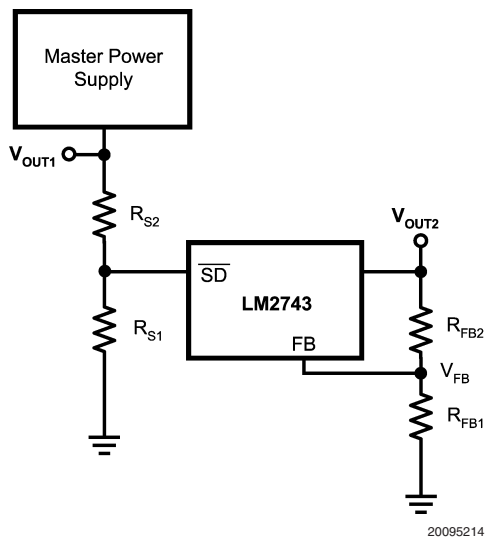 Master Power
Supply
VOUT1
RS2
VOUT2
SD
LM2743
RS1
RFB2
FB
VFB
RFB1
20095214